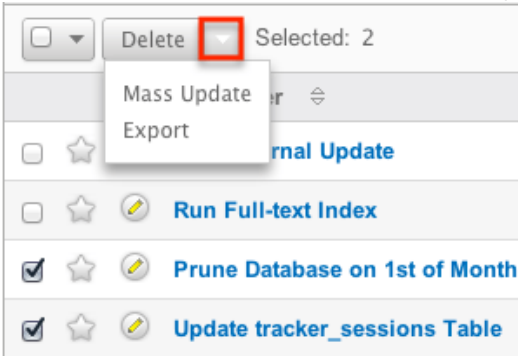 Delete Selected: 2
Mass Update
Export
rnal Update
Run Full-text Index
Prune Database on 1st of Month
Update tracker_sessions Table